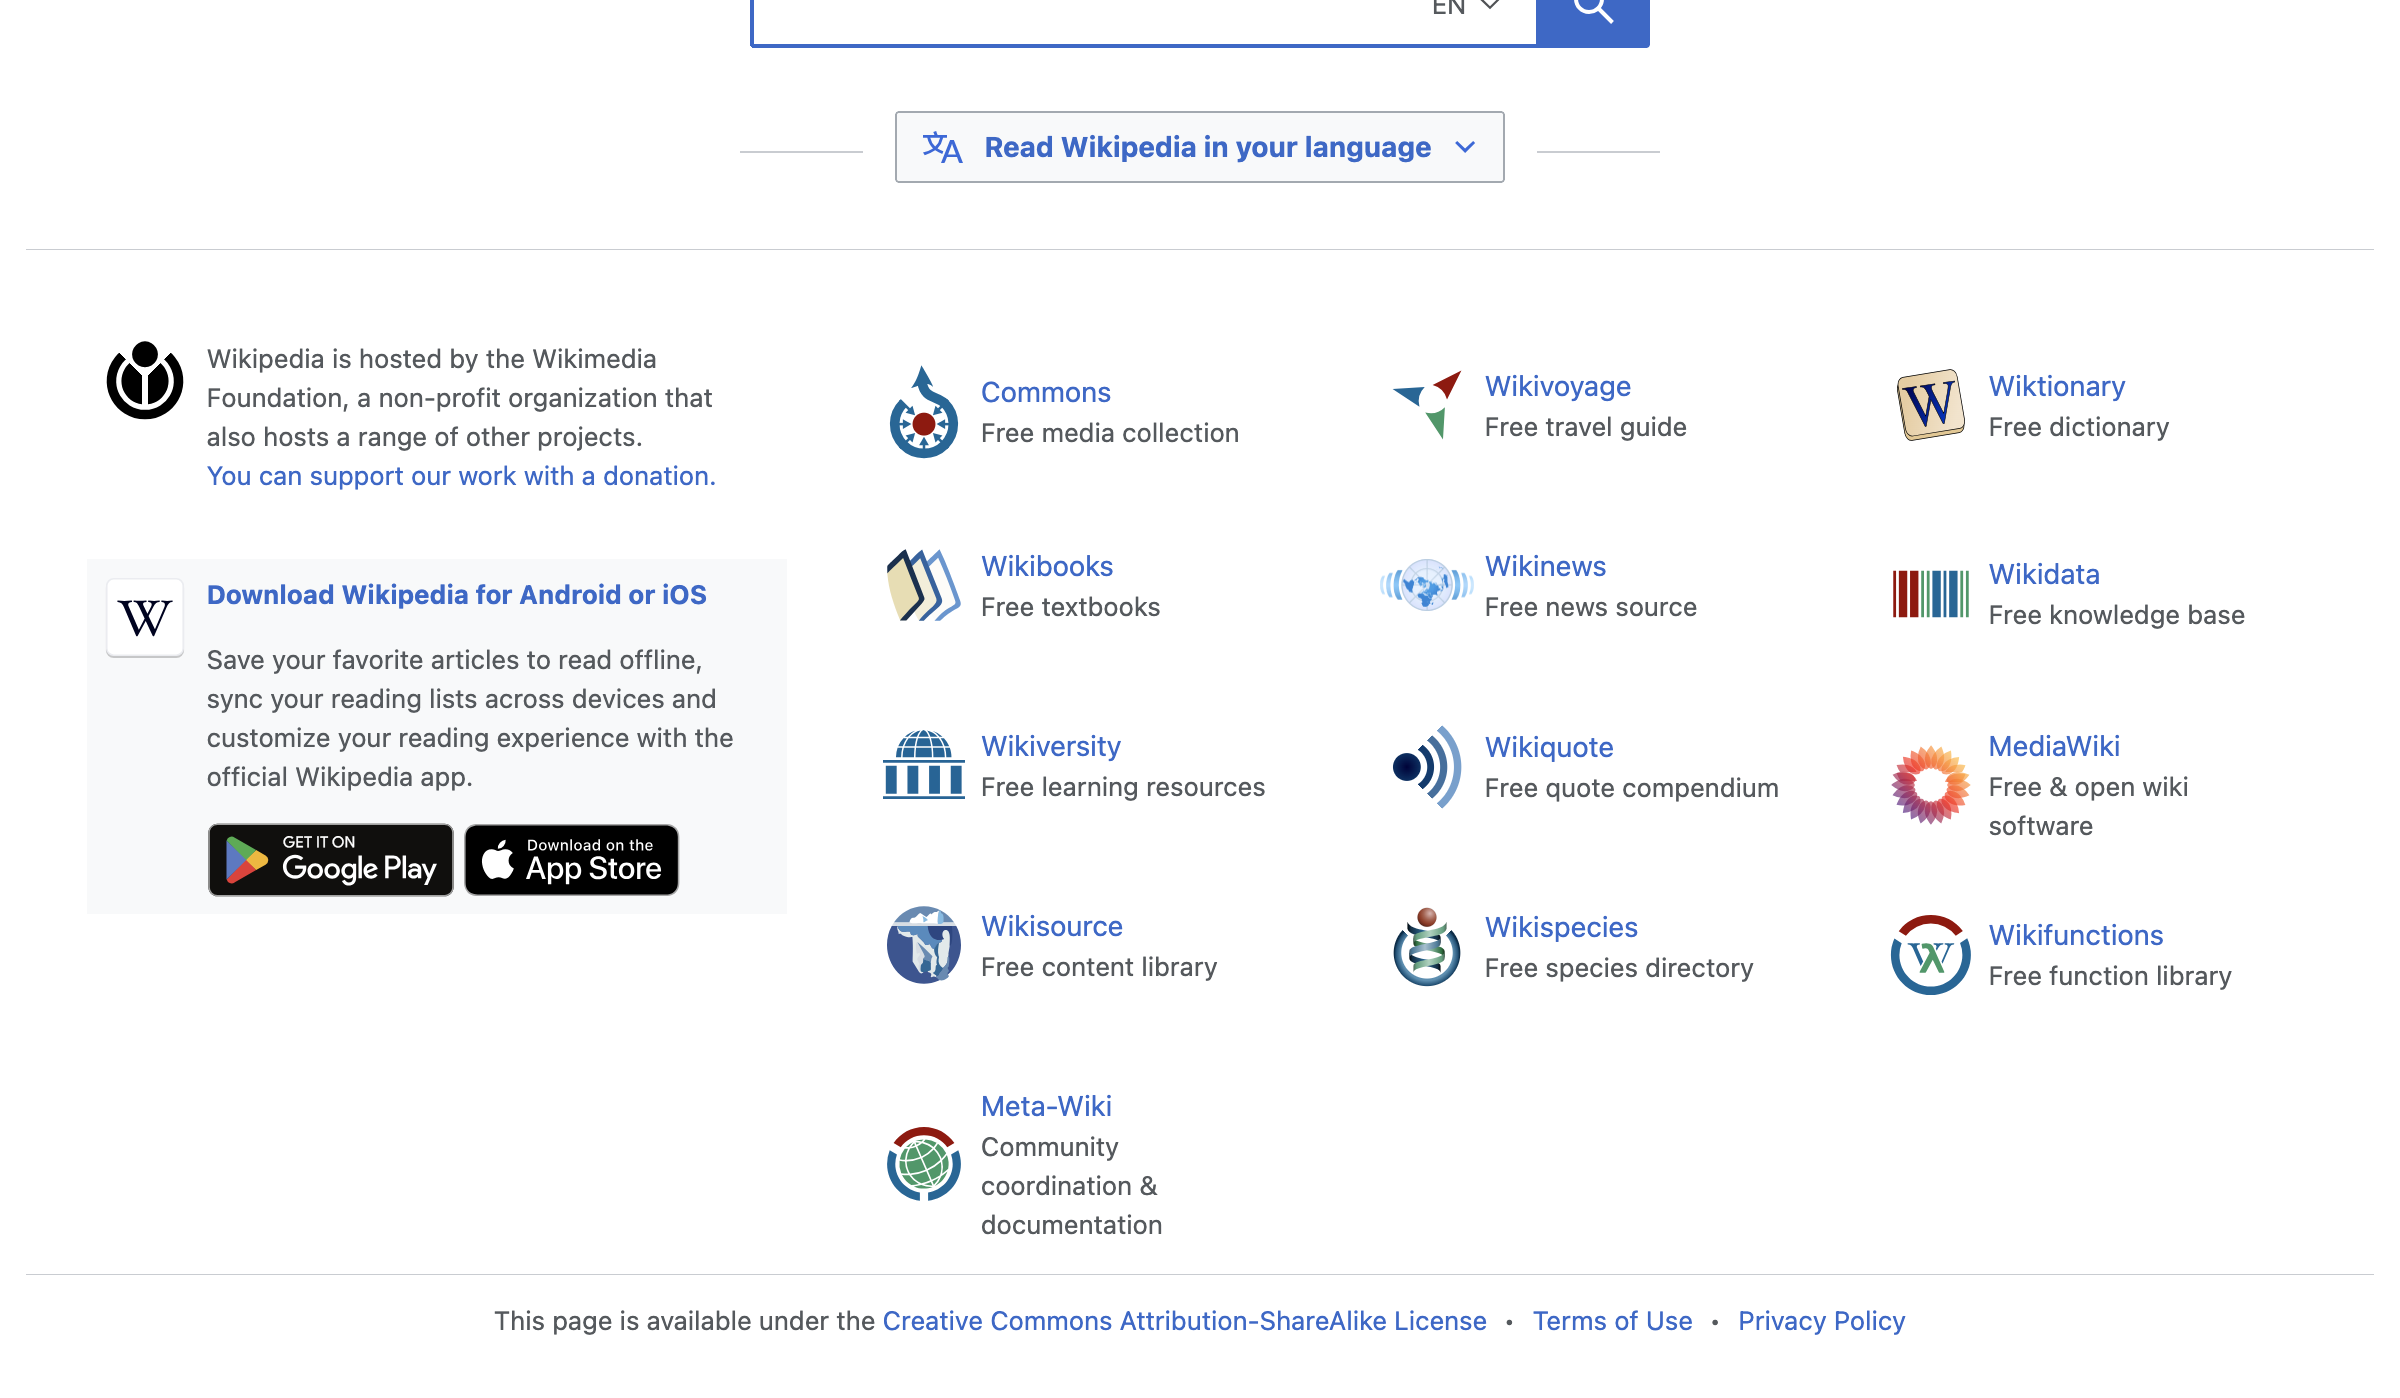 EN
Read Wikipedia in your language
Wikipedia is hosted by the Wikimedia
Foundation, a non-profit organization that
also hosts a range of other projects.
You can support our work with a donation.
W
Download Wikipedia for Android or iOS
Save your favorite articles to read offline,
sync your reading lists across devices and
customize your reading experience with the
official Wikipedia app.
GET IT ON
Google Play
Download on the
App Store
Commons
Free media collection
Wikivoyage
Free travel guide
W
Wiktionary
Free dictionary
Wikibooks
Free textbooks
Wikinews
Free news source
Wikidata
Free knowledge base
Wikiversity
Free learning resources
Wikiquote
Free quote compendium
MediaWiki
Free & open wiki
software
Wikisource
Free content library
Wikispecies
Free species directory
Wikifunctions
Free function library
Meta-Wiki
Community
coordination &
documentation
This page is available under the Creative Commons Attribution-ShareAlike License • Terms of Use • Privacy Policy